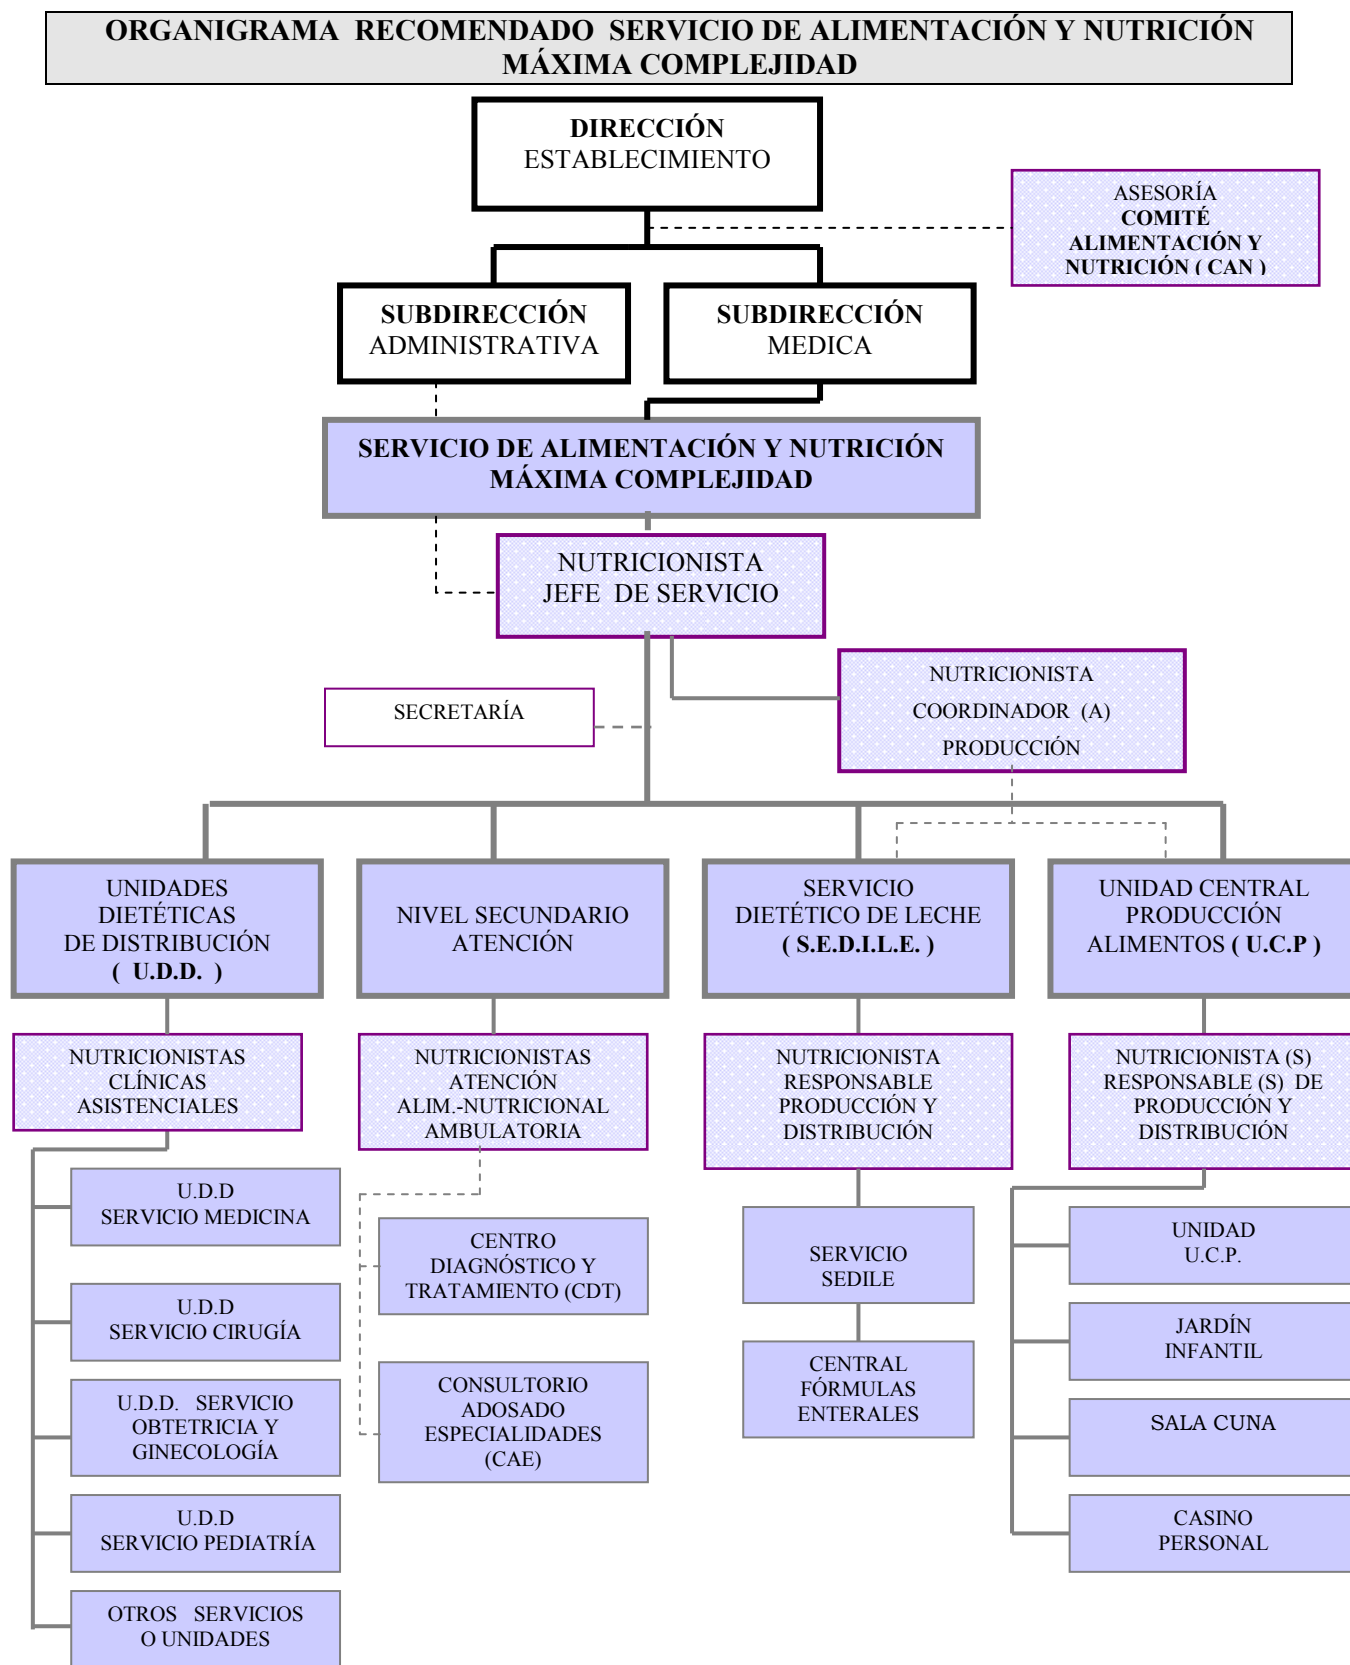 ORGANIGRAMA RECOMENDADO SERVICIO DE ALIMENTACIÓN Y NUTRICIÓN
MÁXIMA COMPLEJIDAD
DIRECCIÓN
ESTABLECIMIENTO
ASESORÍA
COMITÉ
ALIMENTACIÓN Y
NUTRICIÓN ( CAN )
SUBDIRECCIÓN
ADMINISTRATIVA
SUBDIRECCIÓN
MEDICA
SERVICIO DE ALIMENTACIÓN Y NUTRICIÓN
MÁXIMA COMPLEJIDAD
NUTRICIONISTA
JEFE DE SERVICIO
SECRETARÍA
NUTRICIONISTA
COORDINADOR (A)
PRODUCCIÓN
UNIDADES
DIETÉTICAS
DE DISTRIBUCIÓN
( U.D.D. )
NIVEL SECUNDARIO
ATENCIÓN
SERVICIO
DIETÉTICO DE LECHE
( S.E.D.I.L.E. )
UNIDAD CENTRAL
PRODUCCIÓN
ALIMENTOS ( U.C.P )
NUTRICIONISTAS
CLÍNICAS
ASISTENCIALES
NUTRICIONISTAS
ATENCIÓN
ALIM.-NUTRICIONAL
AMBULATORIA
NUTRICIONISTA
RESPONSABLE
PRODUCCIÓN Y
DISTRIBUCIÓN
NUTRICIONISTA (S)
RESPONSABLE (S) DE
PRODUCCIÓN Y
DISTRIBUCIÓN
U.D.D
SERVICIO MEDICINA
U.D.D
SERVICIO CIRUGÍA
U.D.D. SERVICIO
OBTETRICIA Y
GINECOLOGÍA
U.D.D
SERVICIO PEDIATRÍA
OTROS SERVICIOS
O UNIDADES
CENTRO
DIAGNÓSTICO Y
TRATAMIENTO (CDT)
CONSULTORIO
ADOSADO
ESPECIALIDADES
(CAE)
SERVICIO
SEDILE
CENTRAL
FÓRMULAS
ENTERALES
UNIDAD
U.C.P.
JARDÍN
INFANTIL
SALA CUNA
CASINO
PERSONAL